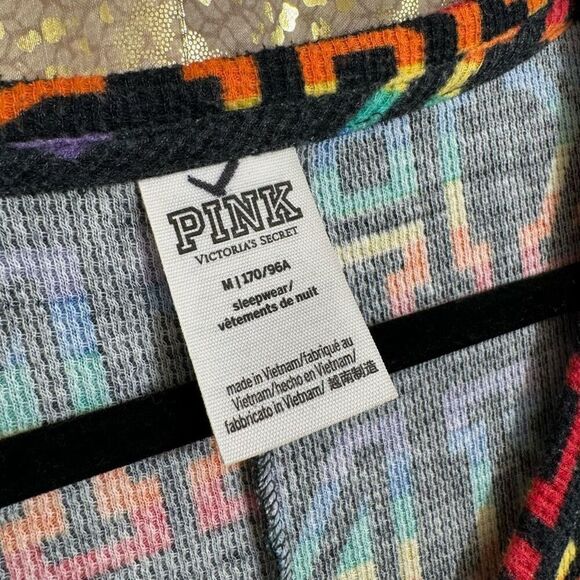 PINK
VICTORIA'S SECRET
M | 170/96A
sleepwear/
vêtements de nuit
made in Vietnam/fabriqué au
Vietnam/hecho en Vietnam/
fabbricato in Vietnam/越南制造